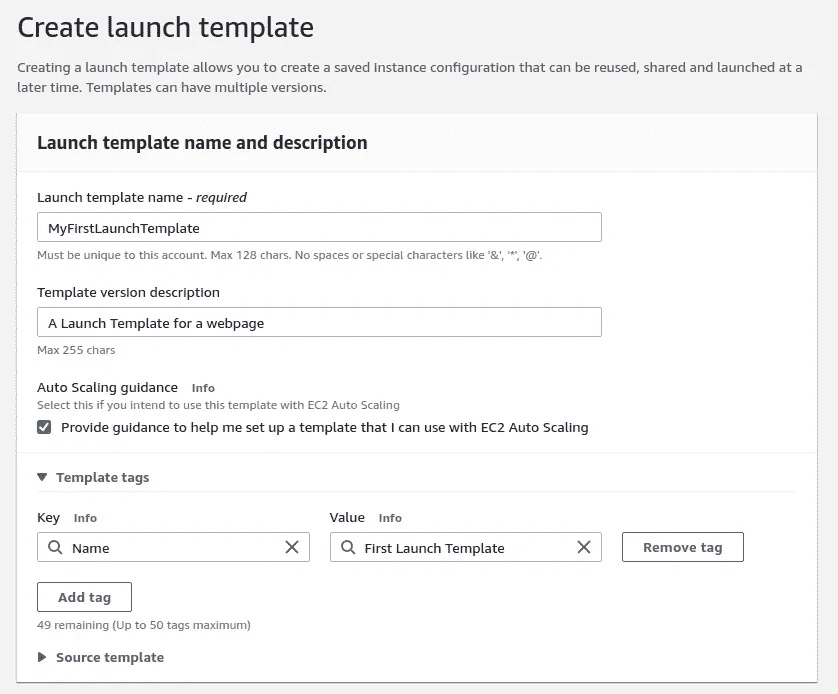 Create launch template
Creating a launch template allows you to create a saved instance configuration that can be reused, shared and launched at a
later time. Templates can have multiple versions.
Launch template name and description
Launch template name - required
MyFirstLaunchTemplate
Must be unique to this account. Max 128 chars. No spaces or special characters like '&', '*', '@'.
Template version description
A Launch Template for a webpage
Max 255 chars
Auto Scaling guidance Info
Select this if you intend to use this template with EC2 Auto Scaling
Provide guidance to help me set up a template that I can use with EC2 Auto Scaling
Template tags
Key Info Value Info
Name First Launch Template Remove tag
Add tag
49 remaining (Up to 50 tags maximum)
Source template